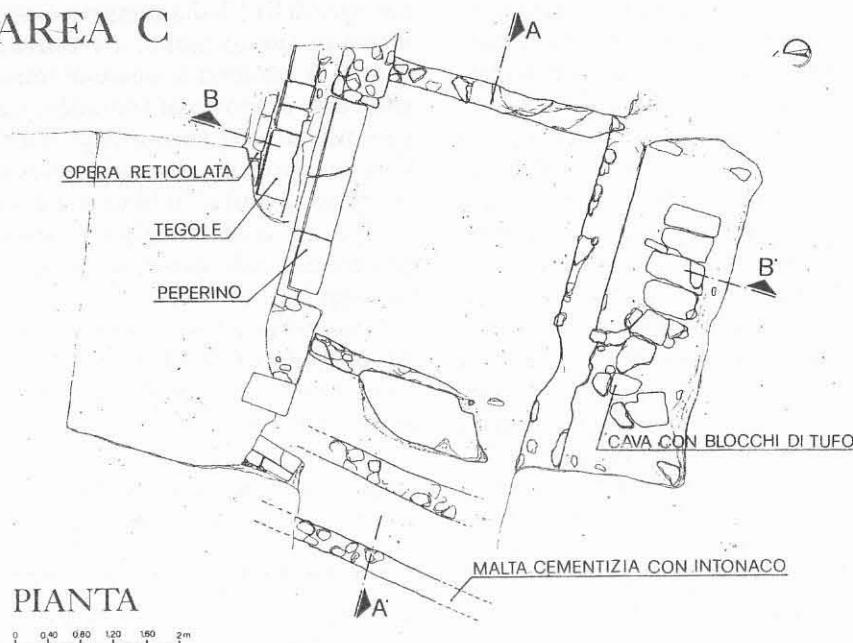 AREA C
A
B
OPERA RETICOLATA
TEGOLE
B'
PEPERINO
CAVA CON BLOCCHI DI TUFO
MALTA CEMENTIZIA CON INTONACO
A'
PIANTA
0 0,40 0,80 1,20 1,60 2m